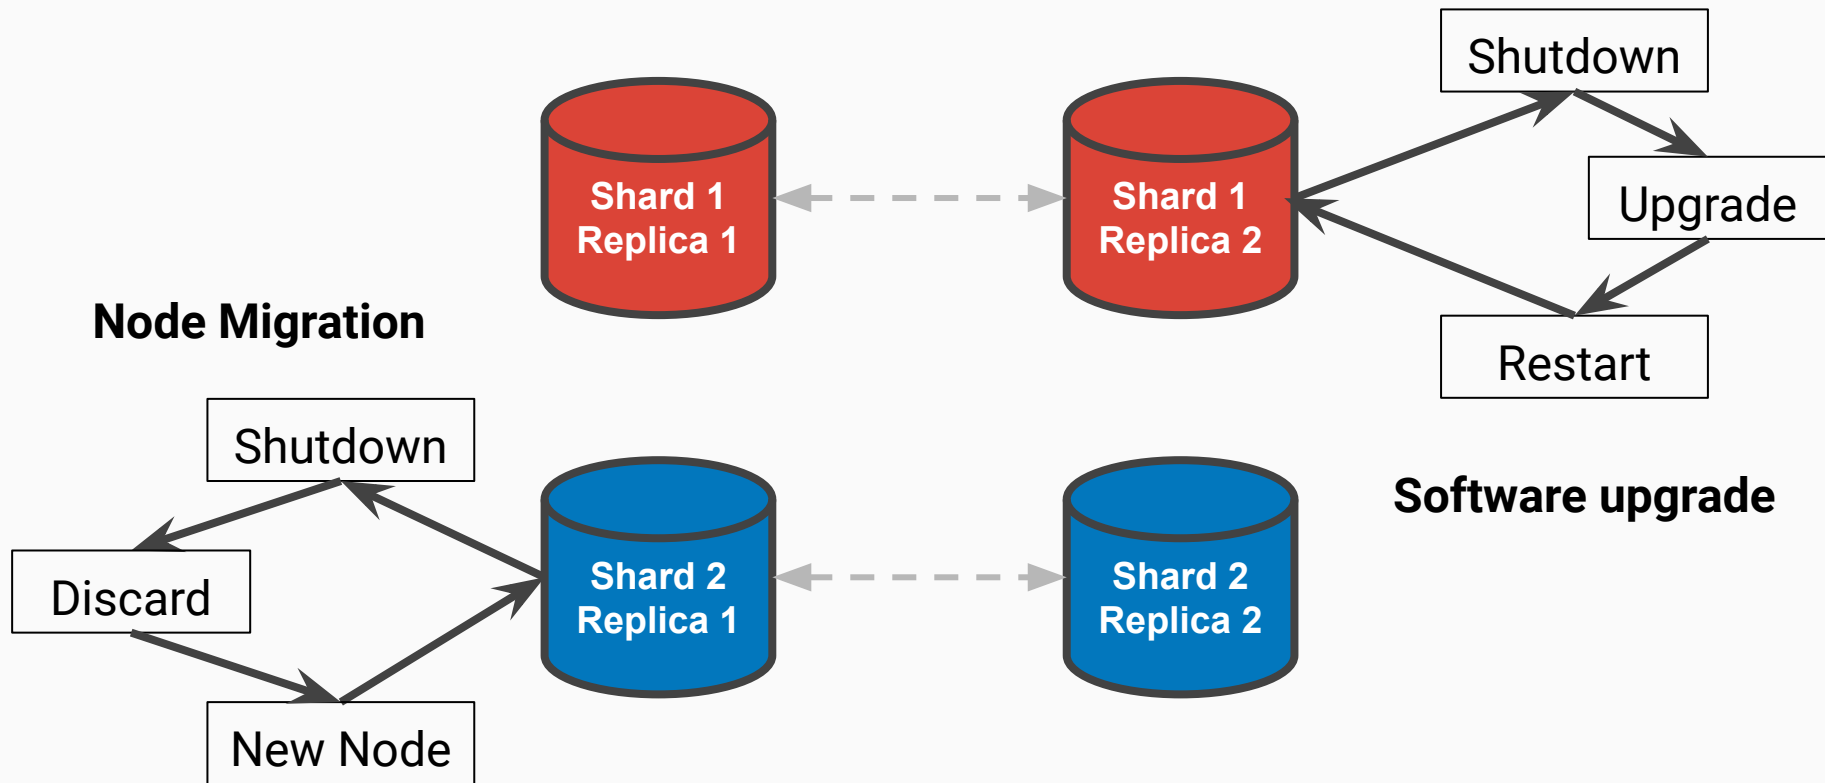 Shutdown
Shard 1
Replica 1
Shard 1
Replica 2
Upgrade
Node Migration
Restart
Shutdown
Software upgrade
Shard 2
Replica 1
Shard 2
Replica 2
Discard
New Node